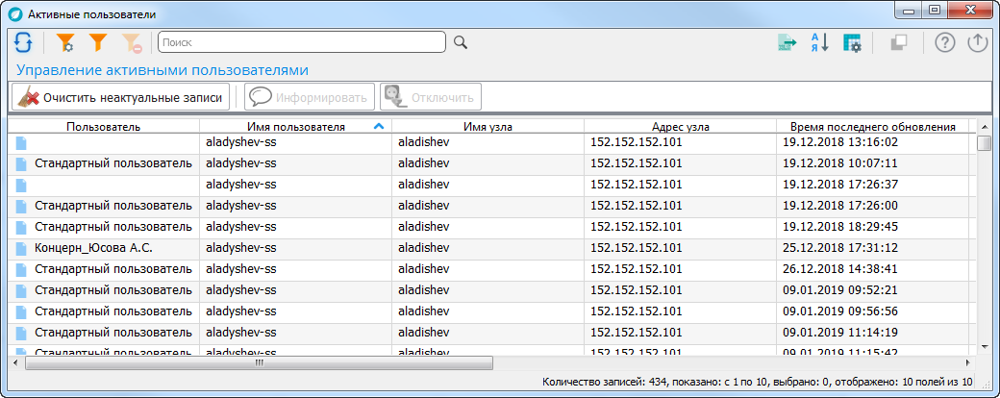 Активные пользователи
Поиск
А
Я
Управление активными пользователями
Очистить неактуальные записи Информировать Отключить
Пользователь Имя пользователя Имя узла Адрес узла Время последнего обновления
aladyshev-ss aladishev 152.152.152.101 19.12.2018 13:16:02
Стандартный пользователь aladyshev-ss aladishev 152.152.152.101 19.12.2018 10:07:11
aladyshev-ss aladishev 152.152.152.101 19.12.2018 17:26:37
Стандартный пользователь aladyshev-ss aladishev 152.152.152.101 19.12.2018 17:26:00
Стандартный пользователь aladyshev-ss aladishev 152.152.152.101 19.12.2018 18:29:45
Концерн_Юсова А.С. aladyshev-ss aladishev 152.152.152.101 25.12.2018 17:31:12
Стандартный пользователь aladyshev-ss aladishev 152.152.152.101 26.12.2018 14:38:41
Стандартный пользователь aladyshev-ss aladishev 152.152.152.101 09.01.2019 09:52:21
Стандартный пользователь aladyshev-ss aladishev 152.152.152.101 09.01.2019 09:56:56
Стандартный пользователь aladyshev-ss aladishev 152.152.152.101 09.01.2019 11:14:19
Стандартный пользователь aladyshev-ss aladishev 152.152.152.101 09.01.2019 11:15:42
Количество записей: 434, показано: с 1 по 10, выбрано: 0, отображено: 10 полей из 10